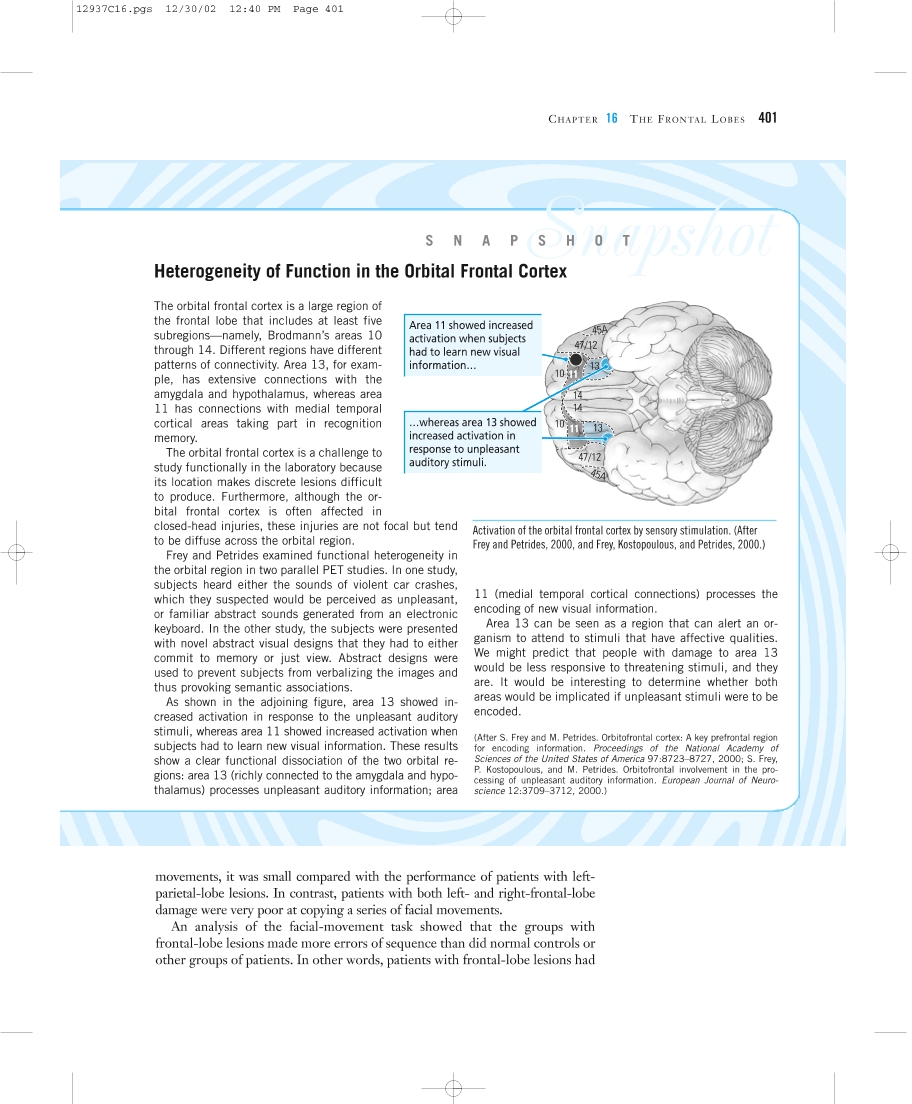 12937C16.pgs 12/30/02 12:40 PM Page 401
CHAPTER 16 THE FRONTAL LOBES 401
Snapshot
SNAPSHOT
Heterogeneity of Function in the Orbital Frontal Cortex
The orbital frontal cortex is a large region of
the frontal lobe that includes at least five
subregions—namely, Brodmann's areas 10
through 14. Different regions have different
patterns of connectivity. Area 13, for exam-
ple, has extensive connections with the
amygdala and hypothalamus, whereas area
11 has connections with medial temporal
cortical areas taking part in recognition
memory.
The orbital frontal cortex is a challenge to
study functionally in the laboratory because
its location makes discrete lesions difficult
to produce. Furthermore, although the or-
bital frontal cortex is often affected in
closed-head injuries, these injuries are not focal but tend
to be diffuse across the orbital region.
Frey and Petrides examined functional heterogeneity in
the orbital region in two parallel PET studies. In one study,
subjects heard either the sounds of violent car crashes,
which they suspected would be perceived as unpleasant,
or familiar abstract sounds generated from an electronic
keyboard. In the other study, the subjects were presented
with novel abstract visual designs that they had to either
commit to memory or just view. Abstract designs were
used to prevent subjects from verbalizing the images and
thus provoking semantic associations.
As shown in the adjoining figure, area 13 showed in-
creased activation in response to the unpleasant auditory
stimuli, whereas area 11 showed increased activation when
subjects had to learn new visual information. These results
show a clear functional dissociation of the two orbital re-
gions: area 13 (richly connected to the amygdala and hypo-
thalamus) processes unpleasant auditory information; area
Area 11 showed increased
activation when subjects
had to learn new visual
information…
…whereas area 13 showed
increased activation in
response to unpleasant
auditory stimuli.
45A
47/12
10 11 13
14
14
10 11 13
47/12
45A
Activation of the orbital frontal cortex by sensory stimulation. (After
Frey and Petrides, 2000, and Frey, Kostopoulous, and Petrides, 2000.)
11 (medial temporal cortical connections) processes the
encoding of new visual information.
Area 13 can be seen as a region that can alert an or-
ganism to attend to stimuli that have affective qualities.
We might predict that people with damage to area 13
would be less responsive to threatening stimuli, and they
are. It would be interesting to determine whether both
areas would be implicated if unpleasant stimuli were to be
encoded.
(After S. Frey and M. Petrides. Orbitofrontal cortex: A key prefrontal region
for encoding information. Proceedings of the National Academy of
Sciences of the United States of America 97:8723–8727, 2000; S. Frey,
P. Kostopoulous, and M. Petrides. Orbitofrontal involvement in the pro-
cessing of unpleasant auditory information. European Journal of Neuro-
science 12:3709–3712, 2000.)
movements, it was small compared with the performance of patients with left-
parietal-lobe lesions. In contrast, patients with both left- and right-frontal-lobe
damage were very poor at copying a series of facial movements.
An analysis of the facial-movement task showed that the groups with
frontal-lobe lesions made more errors of sequence than did normal controls or
other groups of patients. In other words, patients with frontal-lobe lesions had